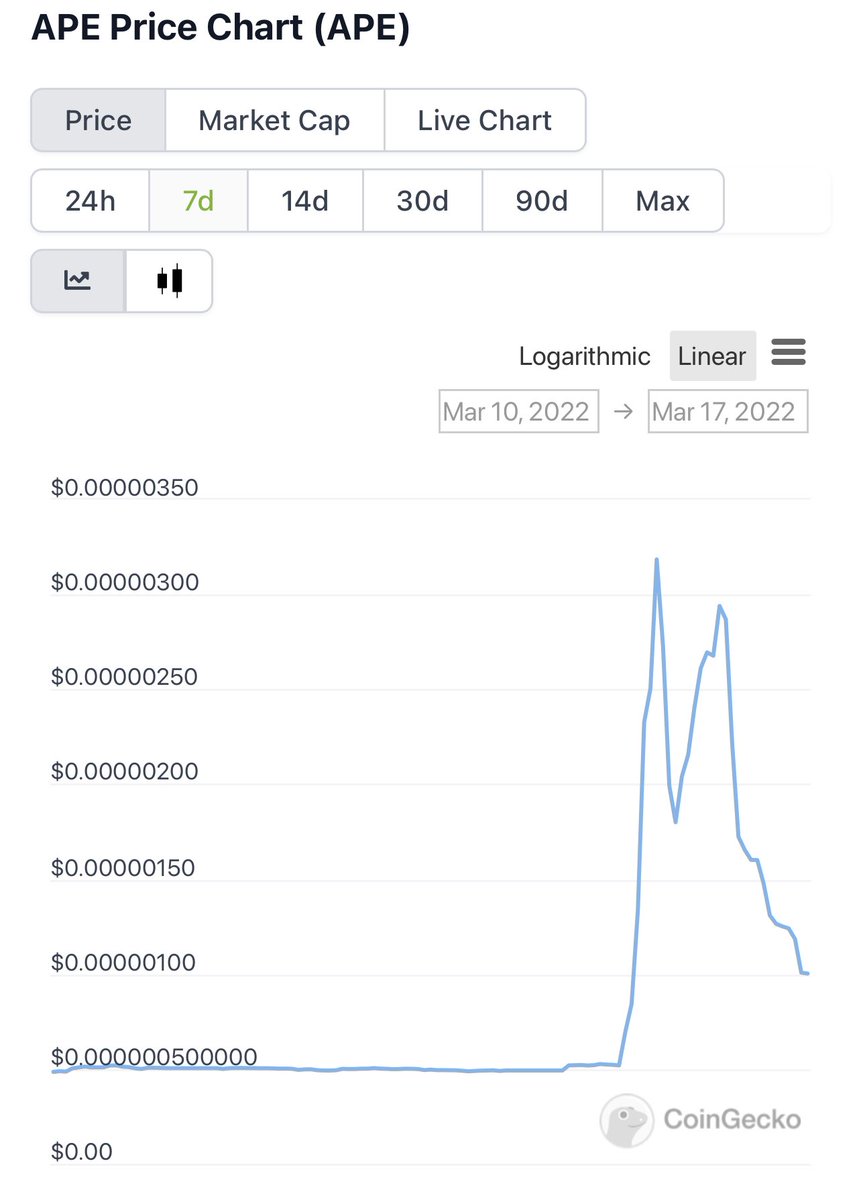 APE Price Chart (APE)
Price Market Cap Live Chart
24h 7d 14d 30d 90d Max
Logarithmic Linear
Mar 10, 2022 → Mar 17, 2022
$0.00000350
$0.00000300
$0.00000250
$0.00000200
$0.00000150
$0.00000100
$0.000000500000
CoinGecko
$0.00